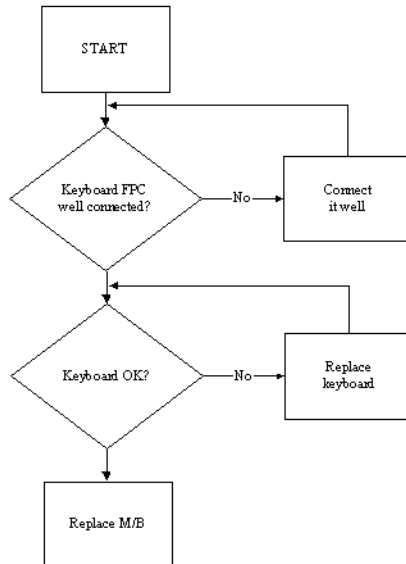 START
Keyboard FPC
well connected?
No
Connect
it well
Keyboard OK?
No
Replace
keyboard
Replace M/B